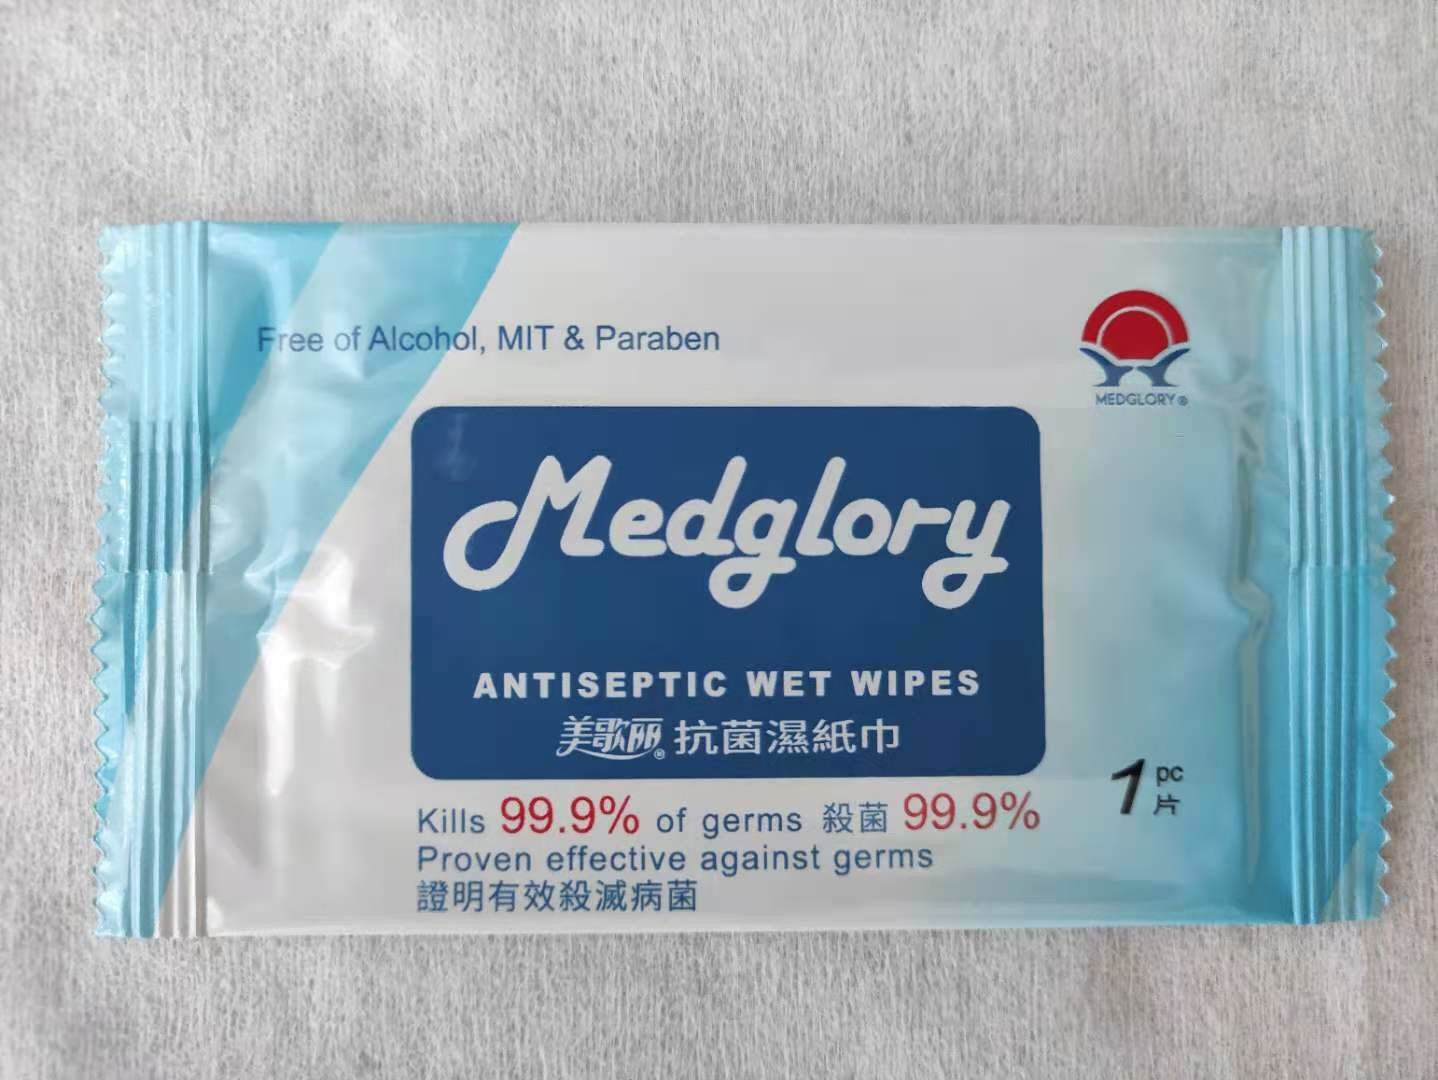 Free of Alcohol, MIT & Paraben
MEDGLORY®
Medglory
ANTISEPTIC WET WIPES
美歌丽® 抗菌濕紙巾
Kills 99.9% of germs 殺菌 99.9%
Proven effective against germs
證明有效殺滅病菌
1 pc
片